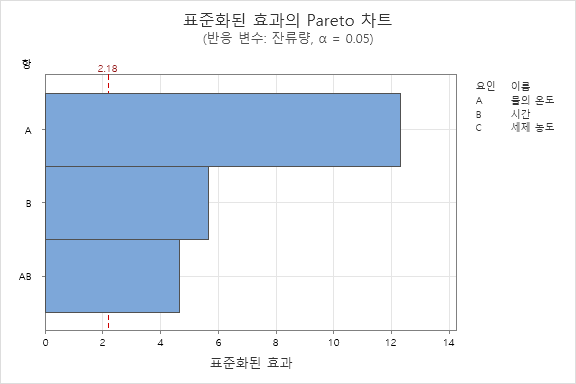 표준화된 효과의 Pareto 차트
(반응 변수: 잔류량, α = 0.05)
항
2.18
요인 이름
A 물의 온도
B 시간
C 세제 농도
A
B
AB
0 2 4 6 8 10 12 14
표준화된 효과